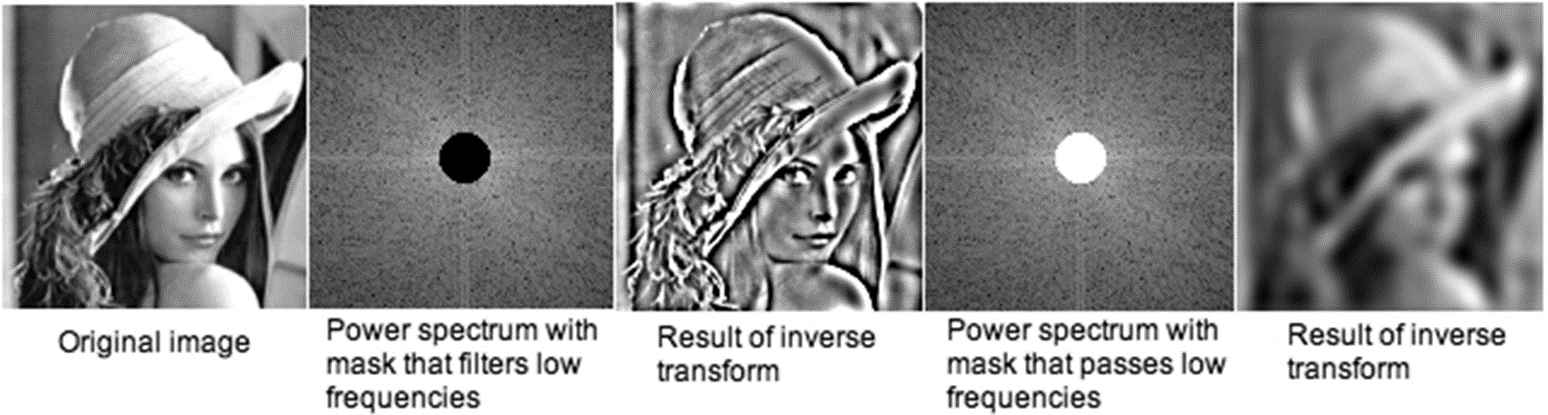 Original image
Power spectrum with
mask that filters low
frequencies
Result of inverse
transform
Power spectrum with
mask that passes low
frequencies
Result of inverse
transform